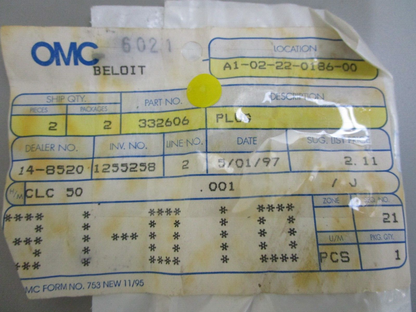 OMC 6021
BELOIT
LOCATION
A1-02-22-0186-00
SHIP QTY. PART NO. DESCRIPTION
PIECES PACKAGES
2 2 332606 PLUG
DEALER NO. INV. NO. LINE NO. DATE SUG. LIST
14-8520 1255258 2 5/01/97 2.11
U/M CLC 50 .001 / J
ZONE
21
U/M PKG. QTY.
PCS 1
MC FORM NO. 753 NEW 11/95